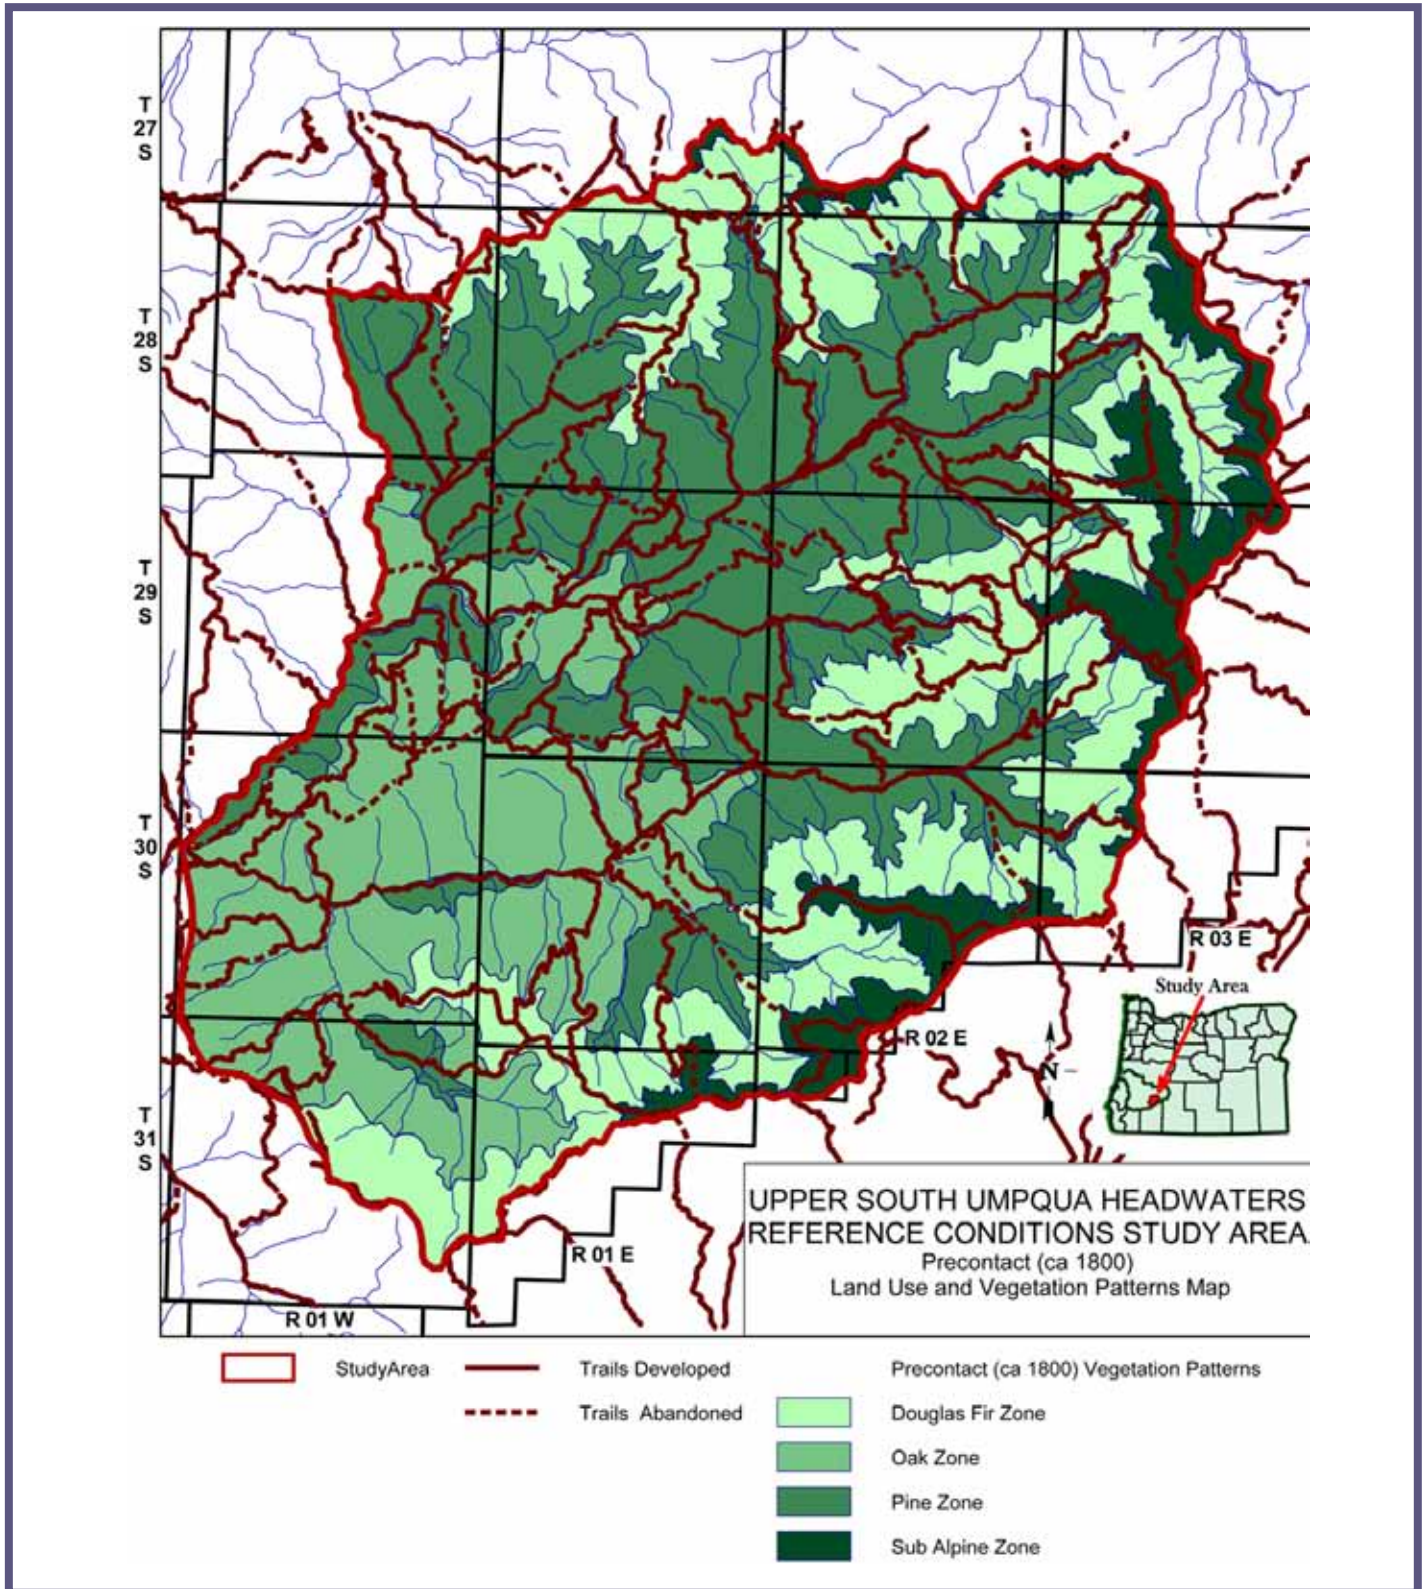 T
27
S
T
28
S
T
29
S
T
30
S
T
31
S
R 03 E
Study Area
R 02 E
N
R 01 E
R 01 W
UPPER SOUTH UMPQUA HEADWATERS
REFERENCE CONDITIONS STUDY AREA
Precontact (ca 1800)
Land Use and Vegetation Patterns Map
StudyArea
Trails Developed
Precontact (ca 1800) Vegetation Patterns
Trails Abandoned
Douglas Fir Zone
Oak Zone
Pine Zone
Sub Alpine Zone